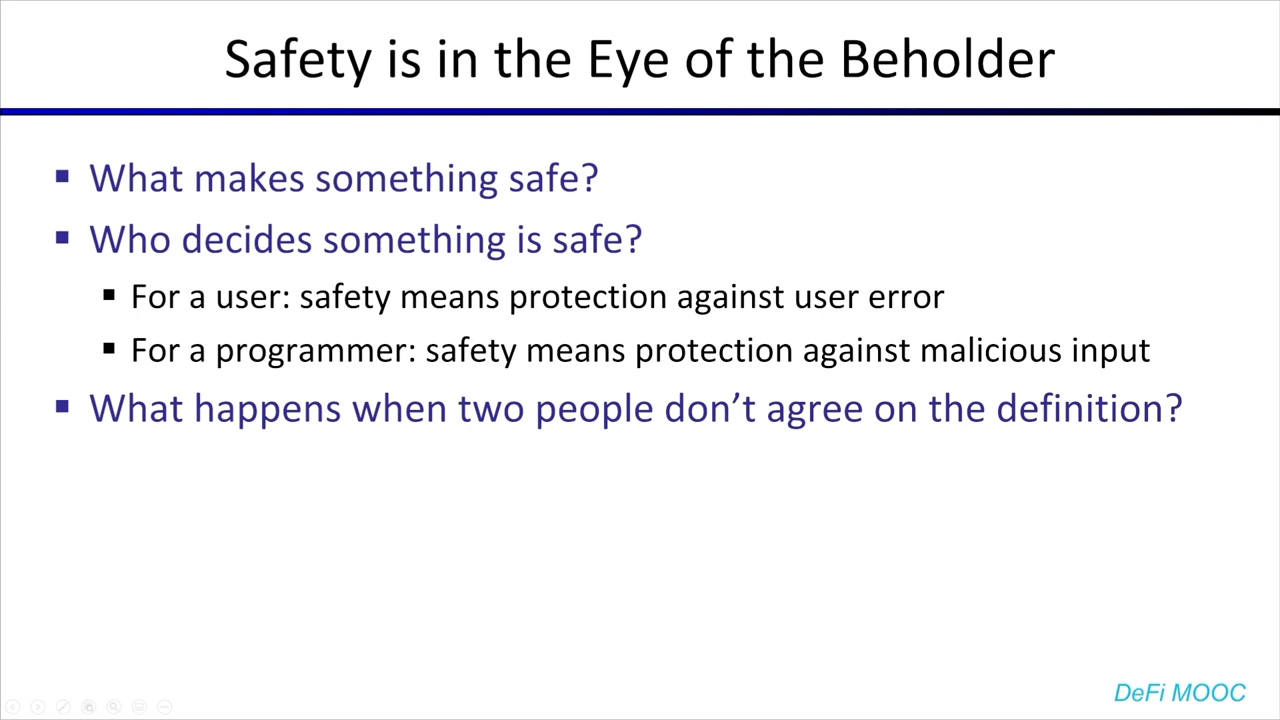 Safety is in the Eye of the Beholder
▪ What makes something safe?
▪ Who decides something is safe?
▪ For a user: safety means protection against user error
▪ For a programmer: safety means protection against malicious input
▪ What happens when two people don’t agree on the definition?
DeFi MOOC